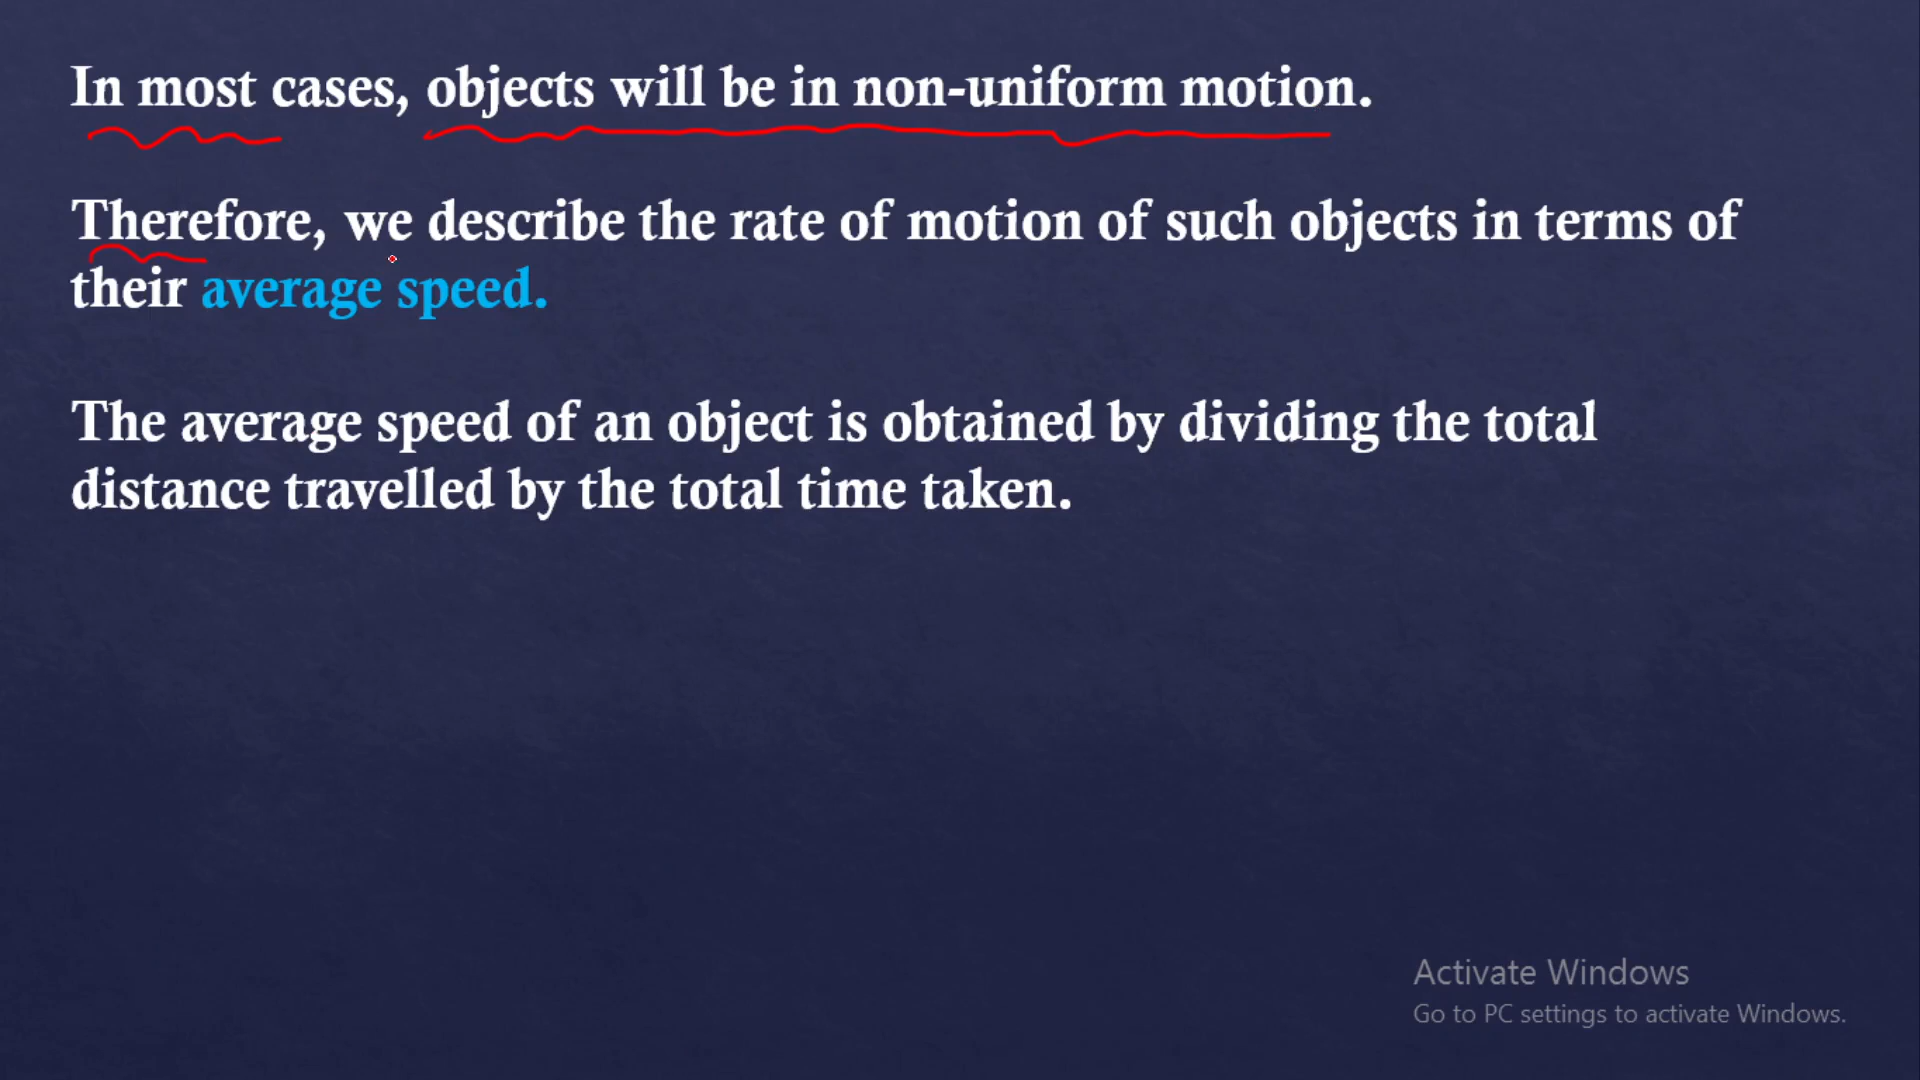 In most cases, objects will be in non-uniform motion.
Therefore, we describe the rate of motion of such objects in terms of
their average speed.
The average speed of an object is obtained by dividing the total
distance travelled by the total time taken.
Activate Windows
Go to PC settings to activate Windows.